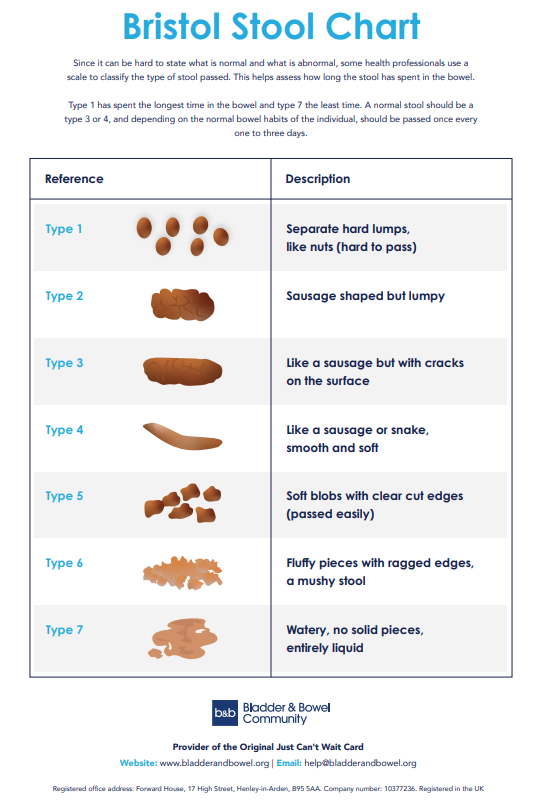 Bristol Stool Chart
Since it can be hard to state what is normal and what is abnormal, some health professionals use a
scale to classify the type of stool passed. This helps assess how long the stool has spent in the bowel.
Type 1 has spent the longest time in the bowel and type 7 the least time. A normal stool should be a
type 3 or 4, and depending on the normal bowel habits of the individual, should be passed once every
one to three days.
Reference
Description
Type 1
Separate hard lumps,
like nuts (hard to pass)
Type 2
Sausage shaped but lumpy
Type 3
Like a sausage but with cracks
on the surface
Type 4
Like a sausage or snake,
smooth and soft
Type 5
Soft blobs with clear cut edges
(passed easily)
Type 6
Fluffy pieces with ragged edges,
a mushy stool
Type 7
Watery, no solid pieces,
entirely liquid
b&b
Bladder & Bowel
Community
Provider of the Original Just Can't Wait Card
Website: www.bladderandbowel.org | Email: help@bladderandbowel.org
Registered office address: Forward House, 17 High Street, Henley-in-Arden, B95 5AA. Company number: 10377236. Registered in the UK